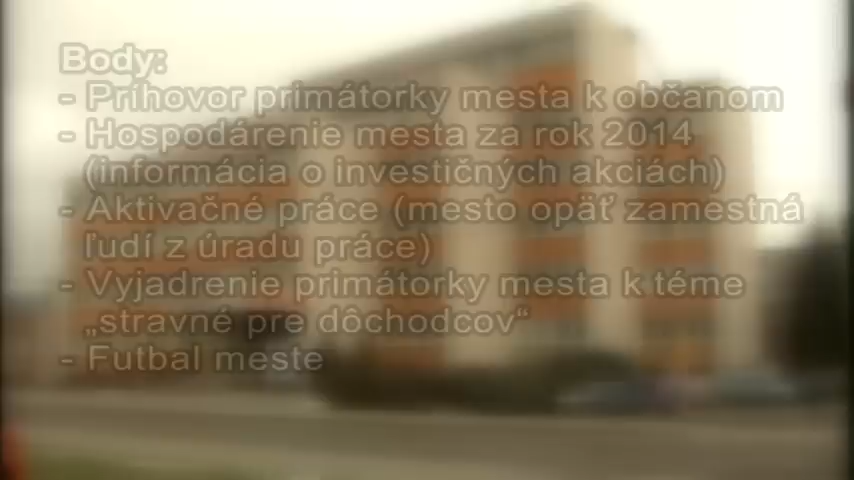 Body:
- Príhovor primátorky mesta k občanom
- Hospodárenie mesta za rok 2014
(informácia o investičných akciách)
- Aktivačné práce (mesto opäť zamestná
ľudí z úradu práce)
- Vyjadrenie primátorky mesta k téme
„stravné pre dôchodcov“
- Futbal meste